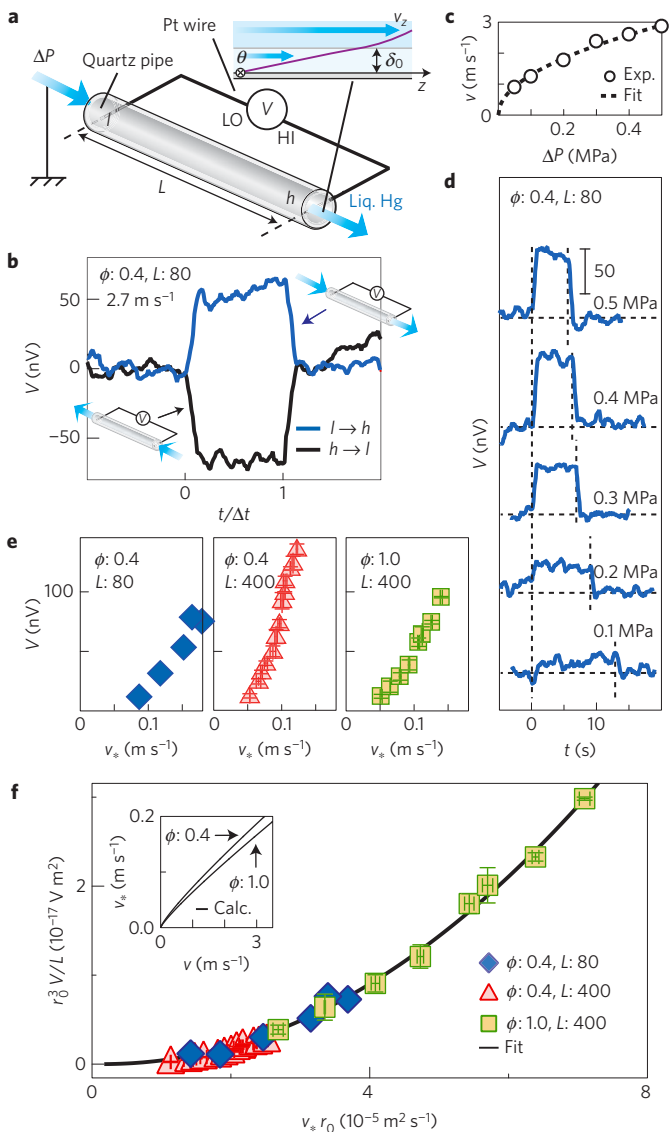 a
Pt wire
v_z
ΔP
Quartz pipe
θ
δ₀
z
l
V
LO
HI
L
h
Liq. Hg
c
3
v (m s⁻¹)
0
0
0.2
0.4
Exp.
Fit
ΔP (MPa)
b
ϕ: 0.4, L: 80
2.7 m s⁻¹
50
0
−50
V (nV)
V
V
l → h
h → l
0
1
t/Δt
d
ϕ: 0.4, L: 80
50
0.5 MPa
0.4 MPa
0.3 MPa
0.2 MPa
0.1 MPa
V (nV)
0
10
t (s)
e
ϕ: 0.4
L: 80
ϕ: 0.4
L: 400
ϕ: 1.0
L: 400
100
V (nV)
0
0.1
0
0.1
0
0.1
v* (m s⁻¹)
v* (m s⁻¹)
v* (m s⁻¹)
f
0.2
ϕ: 0.4
ϕ: 1.0
Calc.
0.0
v* (m s⁻¹)
0
3
v (m s⁻¹)
2
0
r₀³ V/L (10⁻¹⁷ V m²)
ϕ: 0.4, L: 80
ϕ: 0.4, L: 400
ϕ: 1.0, L: 400
Fit
4
8
v* r₀ (10⁻⁵ m² s⁻¹)